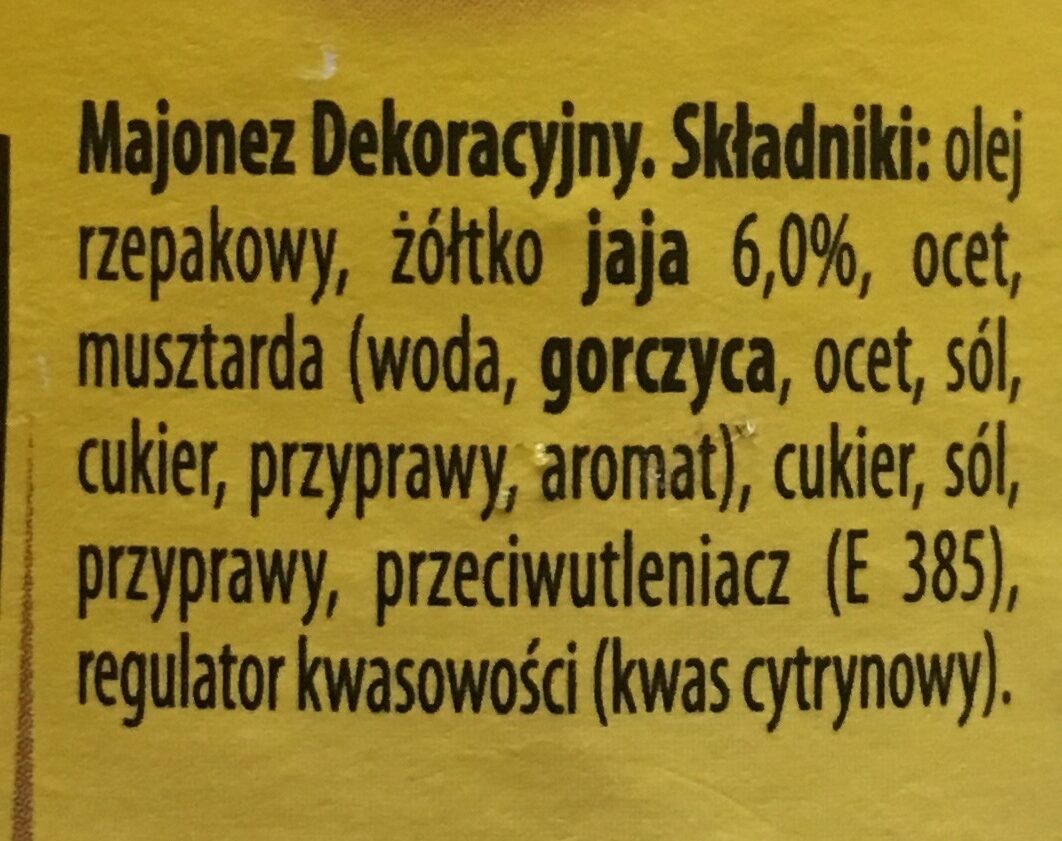 Majonez Dekoracyjny. Składniki: olej
rzepakowy, żółtko jaja 6,0%, ocet,
musztarda (woda, gorczyca, ocet, sól,
cukier, przyprawy, aromat), cukier, sól,
przyprawy, przeciwutleniacz (E 385),
regulator kwasowości (kwas cytrynowy).